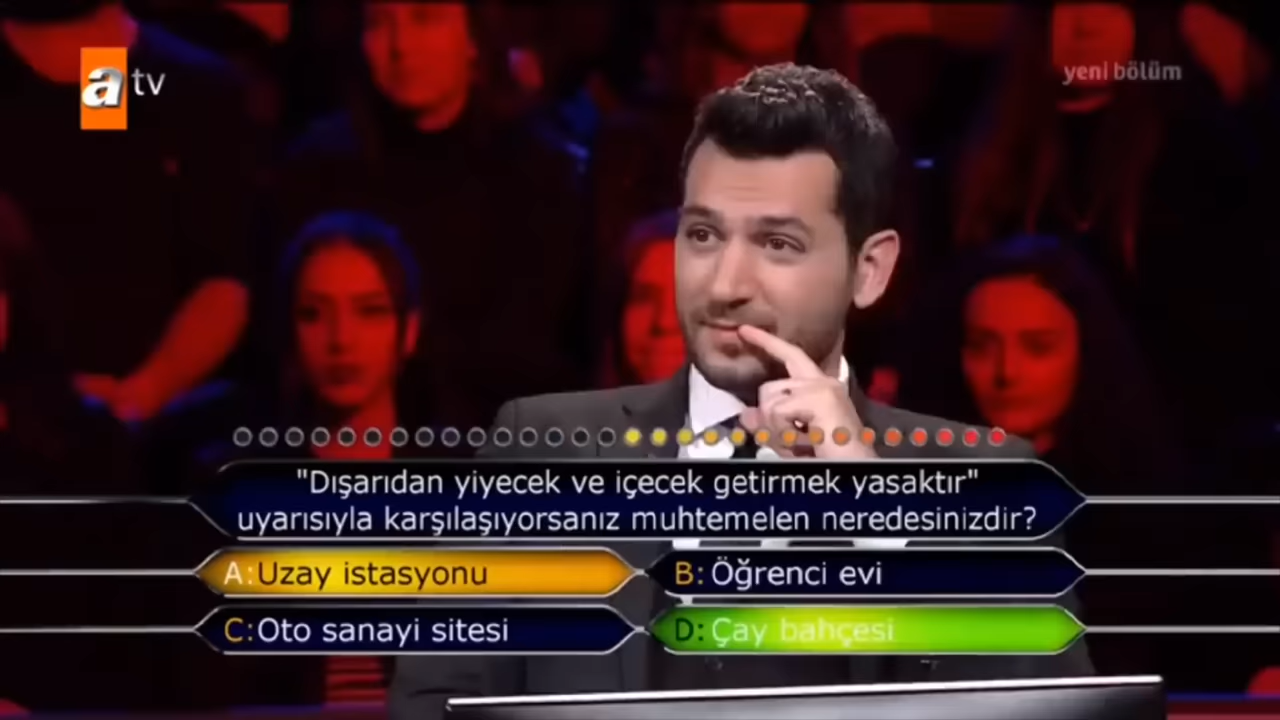 atv
yeni bölüm
"Dışarıdan yiyecek ve içecek getirmek yasaktır"
uyarısıyla karşılaşıyorsanız muhtemelen neredesinizdir?
A: Uzay istasyonu
B: Öğrenci evi
C: Oto sanayi sitesi
D: Çay bahçesi